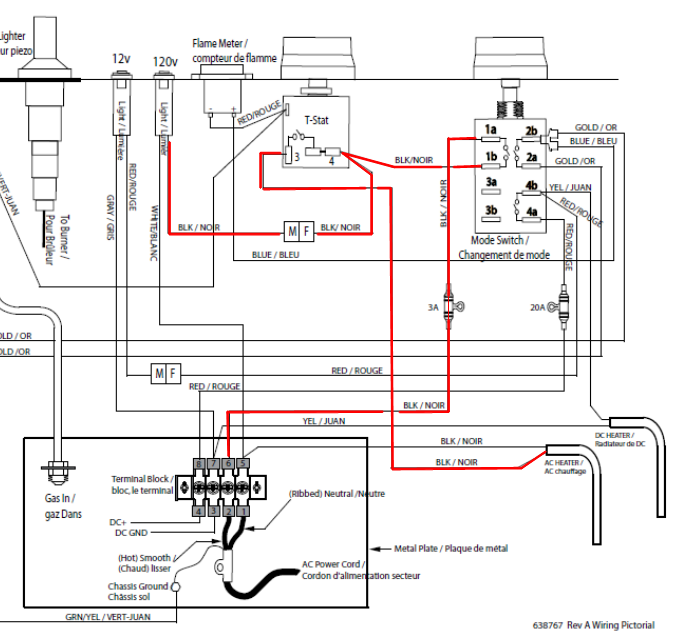 Lighter
ur piezo
12v
120v
Flame Meter /
compteur de flamme
- +
RED/ROUGE
T-Stat
3
4
Light / Lumière
Light / Lumier
1a 2b
1b 2a
3a 4b
3b 4a
GOLD / OR
BLUE / BLEU
GOLD /OR
YEL / JUAN
RED/ROUGE
RED/ROUGE
BLK/NOIR
BLK / NOIR
VERT-JUAN
To Burner /
Pour Brûleur
GRAY / GRIS
RED/ROUGE
WHITE/BLANC
BLK / NOIR
M F
BLK/ NOIR
BLUE / BLEU
Mode Switch /
Changement de mode
3A
20A
OLD / OR
OLD /OR
M F
RED / ROUGE
RED / ROUGE
BLK / NOIR
YEL / JUAN
BLK / NOIR
BLK / NOIR
DC HEATER /
Radiateur de DC
AC HEATER /
AC chauffage
8 7 6 5
Terminal Block /
bloc, le terminal
4 3 2 1
(Ribbed) Neutral /Neutre
Gas In /
gaz Dans
DC+
DC GND
(Hot) Smooth /
(Chaud) lisser
Metal Plate / Plaque de métal
AC Power Cord /
Cordon d'alimentation secteur
Chassis Ground
Châssis sol
GRN/YEL / VERT-JUAN
638767 Rev A Wiring Pictorial